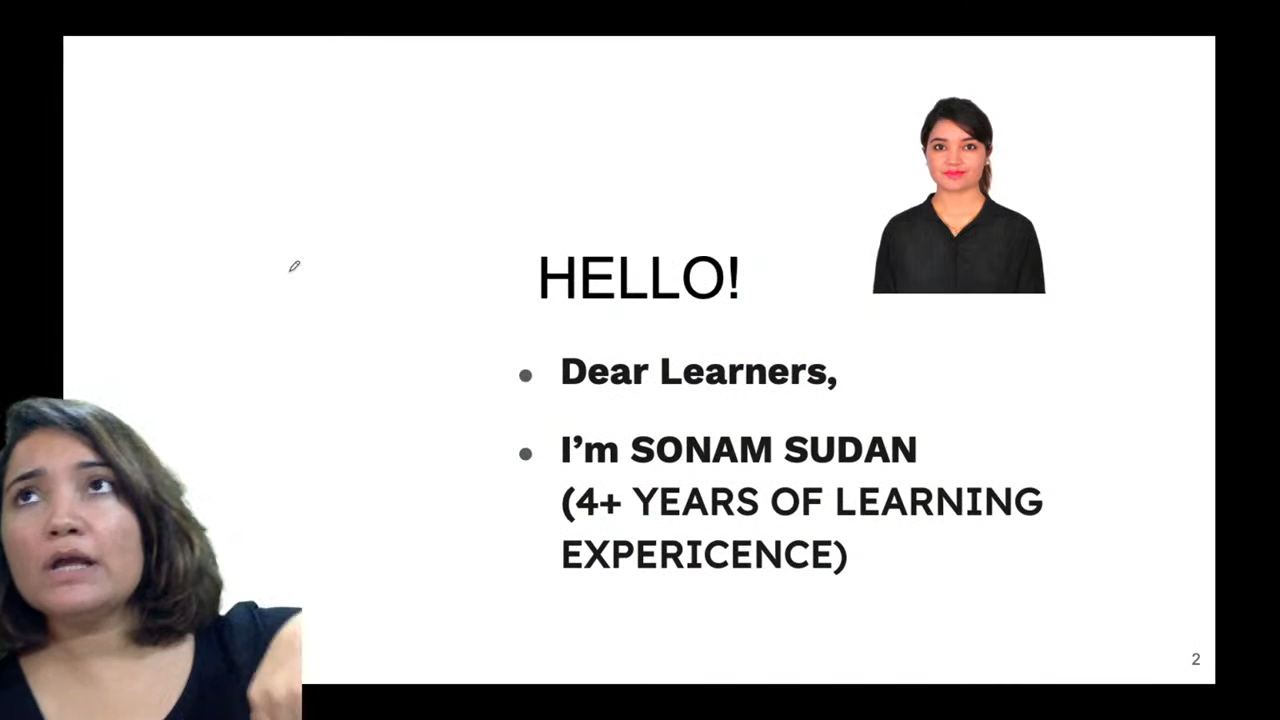 HELLO!
Dear Learners,
I’m SONAM SUDAN
(4+ YEARS OF LEARNING
EXPERICENCE)
2